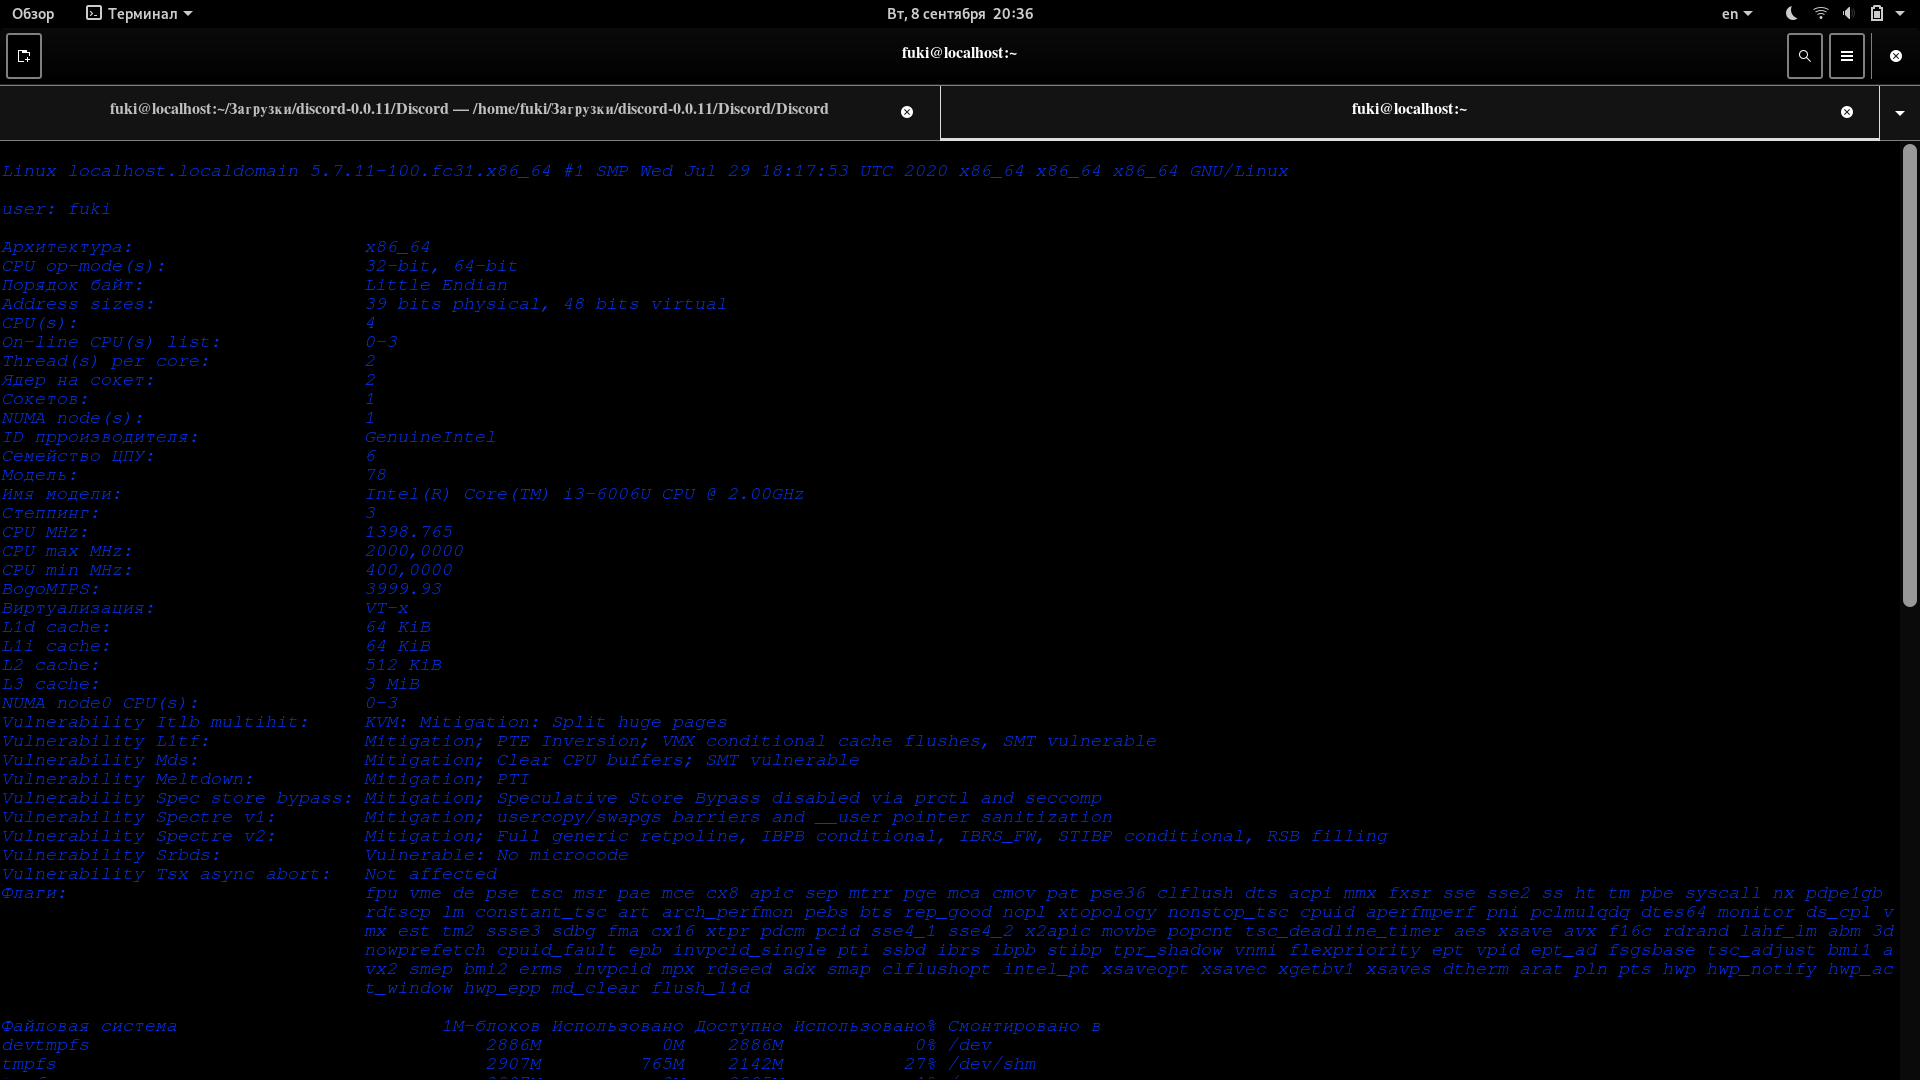 Обзор Терминал Вт, 8 сентября 20:36 en
fuki@localhost:~
fuki@localhost:~/Загрузки/discord-0.0.11/Discord — /home/fuki/Загрузки/discord-0.0.11/Discord/Discord fuki@localhost:~
Linux localhost.localdomain 5.7.11-100.fc31.x86_64 #1 SMP Wed Jul 29 18:17:53 UTC 2020 x86_64 x86_64 x86_64 GNU/Linux
user: fuki
Архитектура: x86_64
CPU op-mode(s): 32-bit, 64-bit
Порядок байт: Little Endian
Address sizes: 39 bits physical, 48 bits virtual
CPU(s): 4
On-line CPU(s) list: 0-3
Thread(s) per core: 2
Ядер на сокет: 2
Сокетов: 1
NUMA node(s): 1
ID прроизводителя: GenuineIntel
Семейство ЦПУ: 6
Модель: 78
Имя модели: Intel(R) Core(TM) i3-6006U CPU @ 2.00GHz
Степпинг: 3
CPU MHz: 1398.765
CPU max MHz: 2000,0000
CPU min MHz: 400,0000
BogoMIPS: 3999.93
Виртуализация: VT-x
L1d cache: 64 KiB
L1i cache: 64 KiB
L2 cache: 512 KiB
L3 cache: 3 MiB
NUMA node0 CPU(s): 0-3
Vulnerability Itlb multihit: KVM: Mitigation: Split huge pages
Vulnerability L1tf: Mitigation; PTE Inversion; VMX conditional cache flushes, SMT vulnerable
Vulnerability Mds: Mitigation; Clear CPU buffers; SMT vulnerable
Vulnerability Meltdown: Mitigation; PTI
Vulnerability Spec store bypass: Mitigation; Speculative Store Bypass disabled via prctl and seccomp
Vulnerability Spectre v1: Mitigation; usercopy/swapgs barriers and __user pointer sanitization
Vulnerability Spectre v2: Mitigation; Full generic retpoline, IBPB conditional, IBRS_FW, STIBP conditional, RSB filling
Vulnerability Srbds: Vulnerable: No microcode
Vulnerability Tsx async abort: Not affected
Флаги: fpu vme de pse tsc msr pae mce cx8 apic sep mtrr pge mca cmov pat pse36 clflush dts acpi mmx fxsr sse sse2 ss ht tm pbe syscall nx pdpe1gb
rdtscp lm constant_tsc art arch_perfmon pebs bts rep_good nopl xtopology nonstop_tsc cpuid aperfmperf pni pclmulqdq dtes64 monitor ds_cpl v
mx est tm2 ssse3 sdbg fma cx16 xtpr pdcm pcid sse4_1 sse4_2 x2apic movbe popcnt tsc_deadline_timer aes xsave avx f16c rdrand lahf_lm abm 3d
nowprefetch cpuid_fault epb invpcid_single pti ssbd ibrs ibpb stibp tpr_shadow vnmi flexpriority ept vpid ept_ad fsgsbase tsc_adjust bmi1 a
vx2 smep bmi2 erms invpcid mpx rdseed adx smap clflushopt intel_pt xsaveopt xsavec xgetbv1 xsaves dtherm arat pln pts hwp hwp_notify hwp_ac
t_window hwp_epp md_clear flush_l1d
Файловая система 1M-блоков Использовано Доступно Использовано% Смонтировано в
devtmpfs 2886M 0M 2886M 0% /dev
tmpfs 2907M 765M 2142M 27% /dev/shm